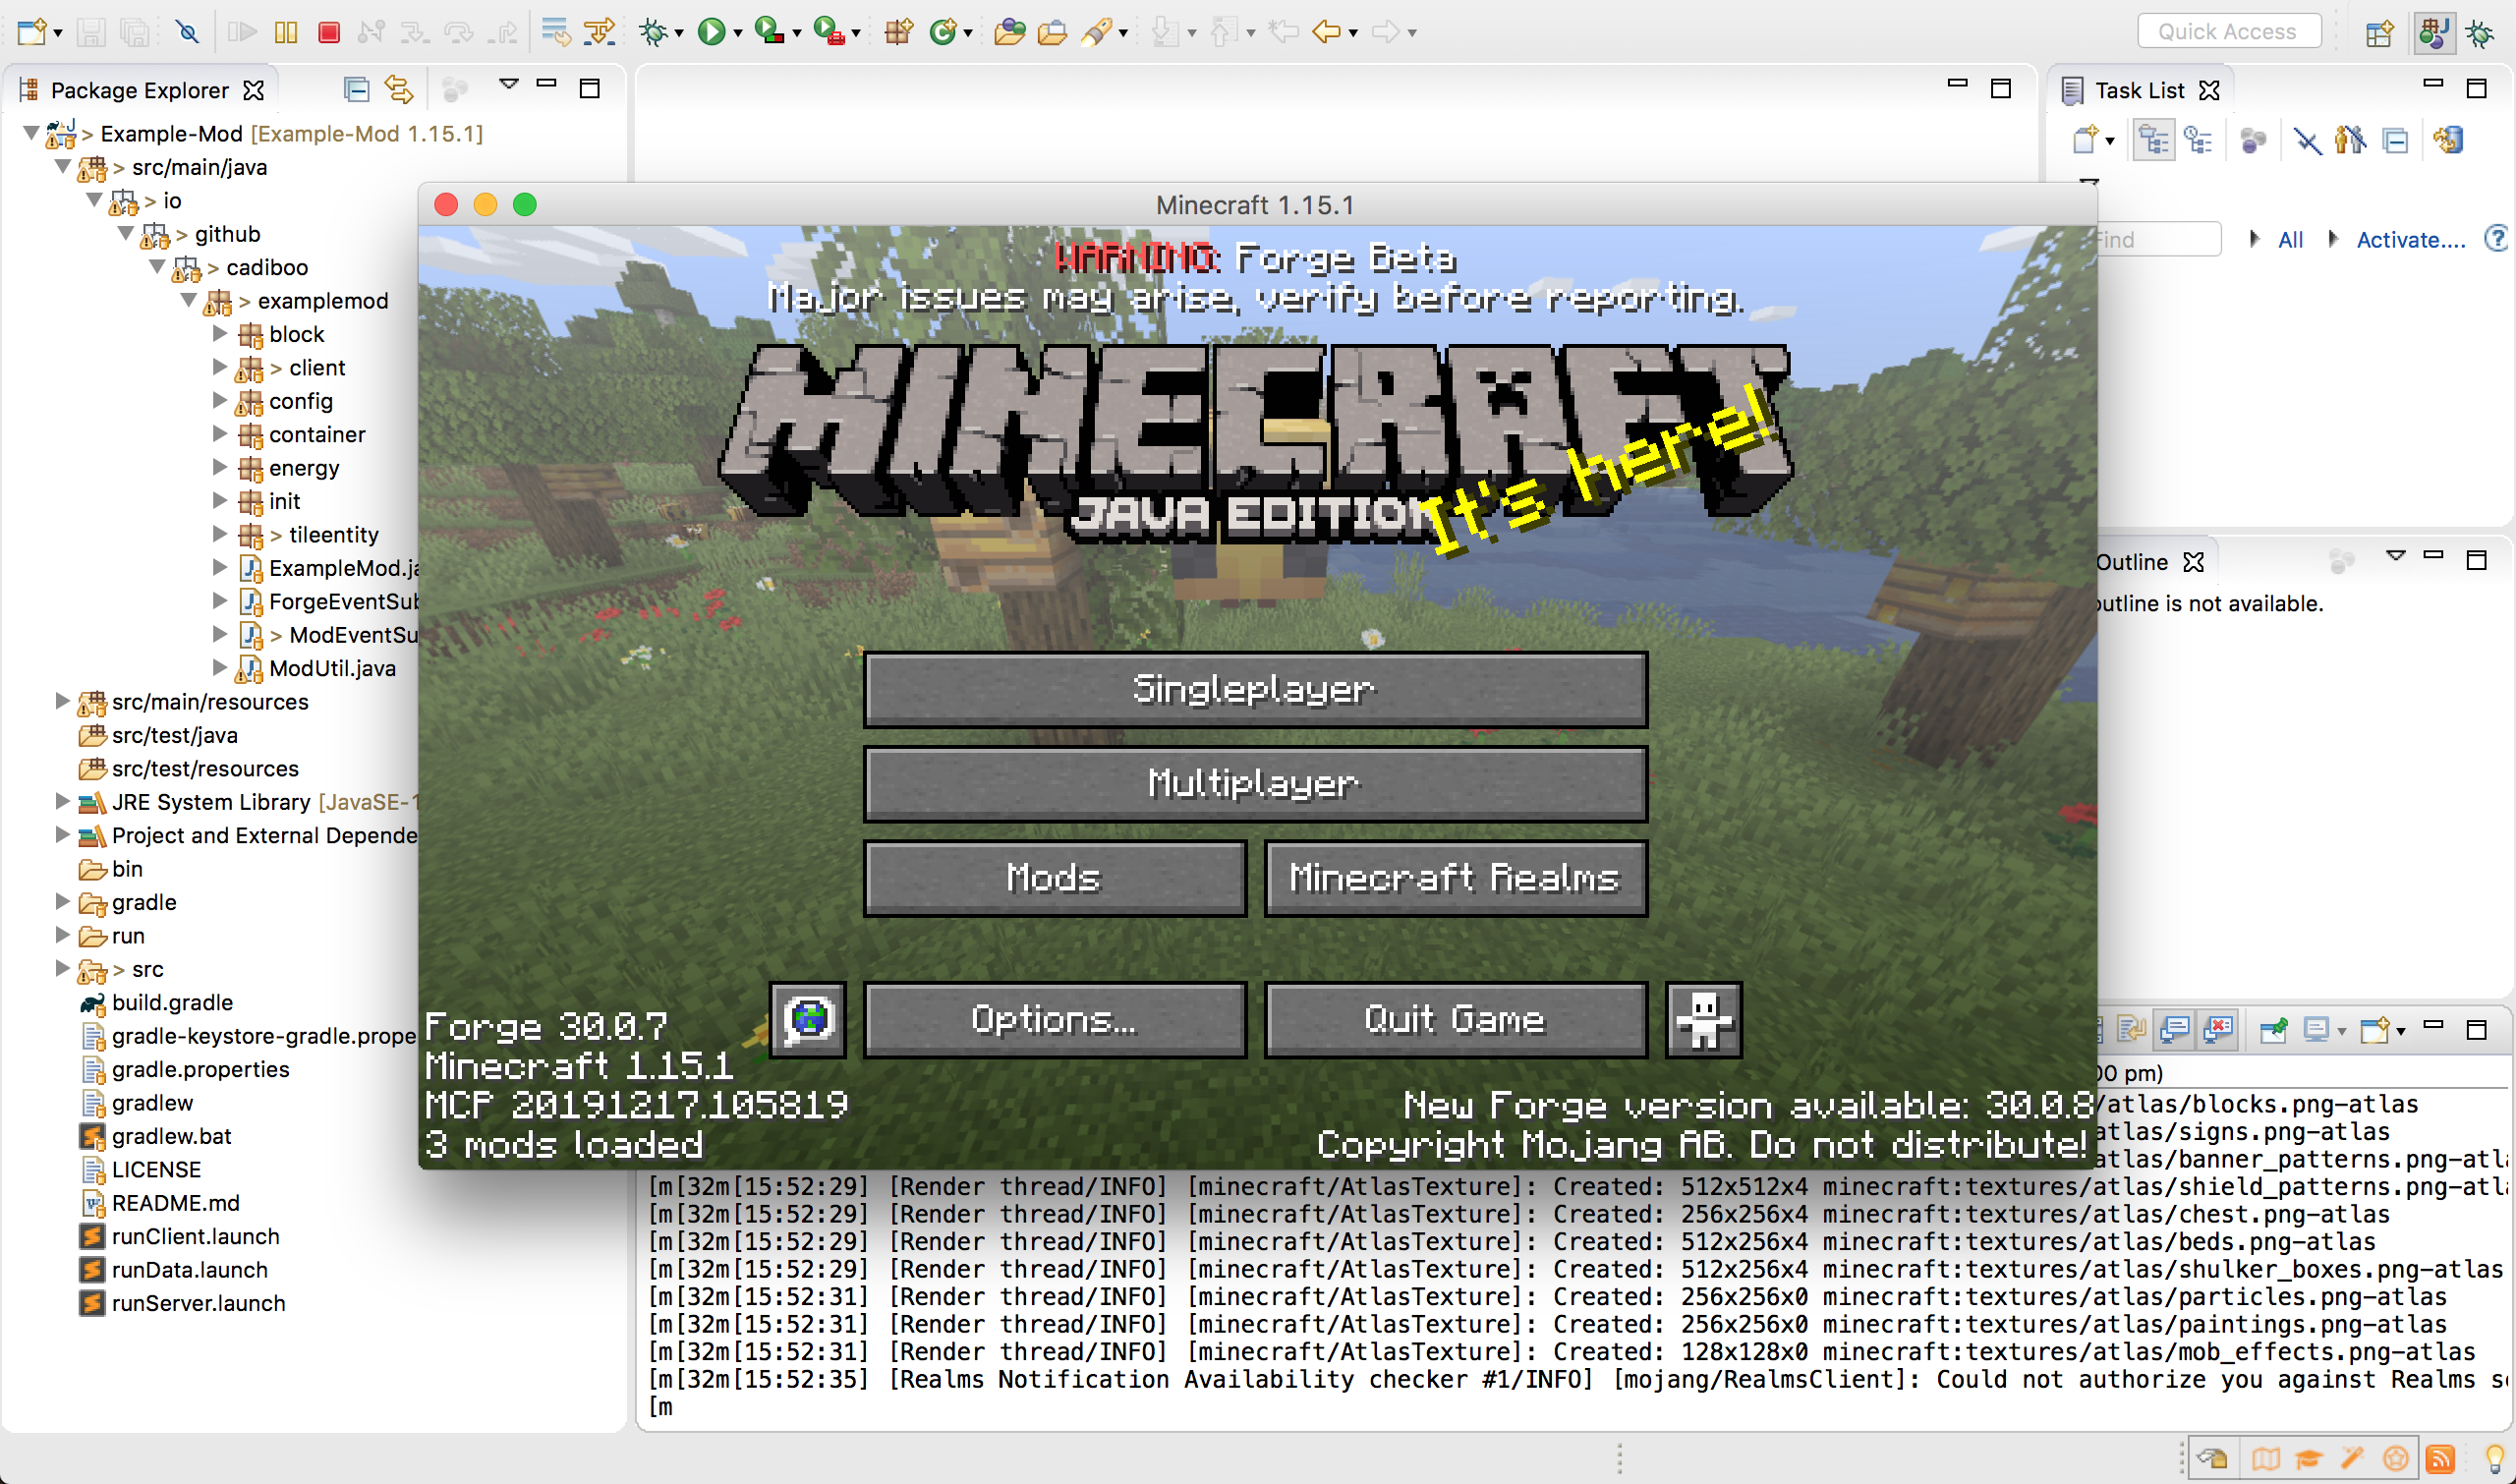 Quick Access
Package Explorer
> Example-Mod [Example-Mod 1.15.1]
> src/main/java
> io
> github
> cadiboo
> examplemod
block
> client
config
container
energy
init
> tileentity
ExampleMod.ja
ForgeEventSub
> ModEventSu
ModUtil.java
src/main/resources
src/test/java
src/test/resources
JRE System Library [JavaSE-1
Project and External Depende
bin
gradle
run
> src
build.gradle
gradle-keystore-gradle.prope
gradle.properties
gradlew
gradlew.bat
LICENSE
README.md
runClient.launch
runData.launch
runServer.launch
Minecraft 1.15.1
WARNING: Forge Beta
Major issues may arise, verify before reporting.
MINECRAFT
JAVA EDITION
It's here!
Singleplayer
Multiplayer
Mods
Minecraft Realms
Options...
Quit Game
Forge 30.0.7
Minecraft 1.15.1
MCP 20191217.105819
3 mods loaded
New Forge version available: 30.0.8
Copyright Mojang AB. Do not distribute!
Task List
Find
All
Activate....
Outline
outline is not available.
00 pm)
/atlas/blocks.png-atlas
atlas/signs.png-atlas
atlas/banner_patterns.png-atla
[m[32m[15:52:29] [Render thread/INFO] [minecraft/AtlasTexture]: Created: 512x512x4 minecraft:textures/atlas/shield_patterns.png-atla
[m[32m[15:52:29] [Render thread/INFO] [minecraft/AtlasTexture]: Created: 256x256x4 minecraft:textures/atlas/chest.png-atlas
[m[32m[15:52:29] [Render thread/INFO] [minecraft/AtlasTexture]: Created: 512x256x4 minecraft:textures/atlas/beds.png-atlas
[m[32m[15:52:29] [Render thread/INFO] [minecraft/AtlasTexture]: Created: 512x256x4 minecraft:textures/atlas/shulker_boxes.png-atlas
[m[32m[15:52:31] [Render thread/INFO] [minecraft/AtlasTexture]: Created: 256x256x0 minecraft:textures/atlas/particles.png-atlas
[m[32m[15:52:31] [Render thread/INFO] [minecraft/AtlasTexture]: Created: 256x256x0 minecraft:textures/atlas/paintings.png-atlas
[m[32m[15:52:31] [Render thread/INFO] [minecraft/AtlasTexture]: Created: 128x128x0 minecraft:textures/atlas/mob_effects.png-atlas
[m[32m[15:52:35] [Realms Notification Availability checker #1/INFO] [mojang/RealmsClient]: Could not authorize you against Realms se
[m